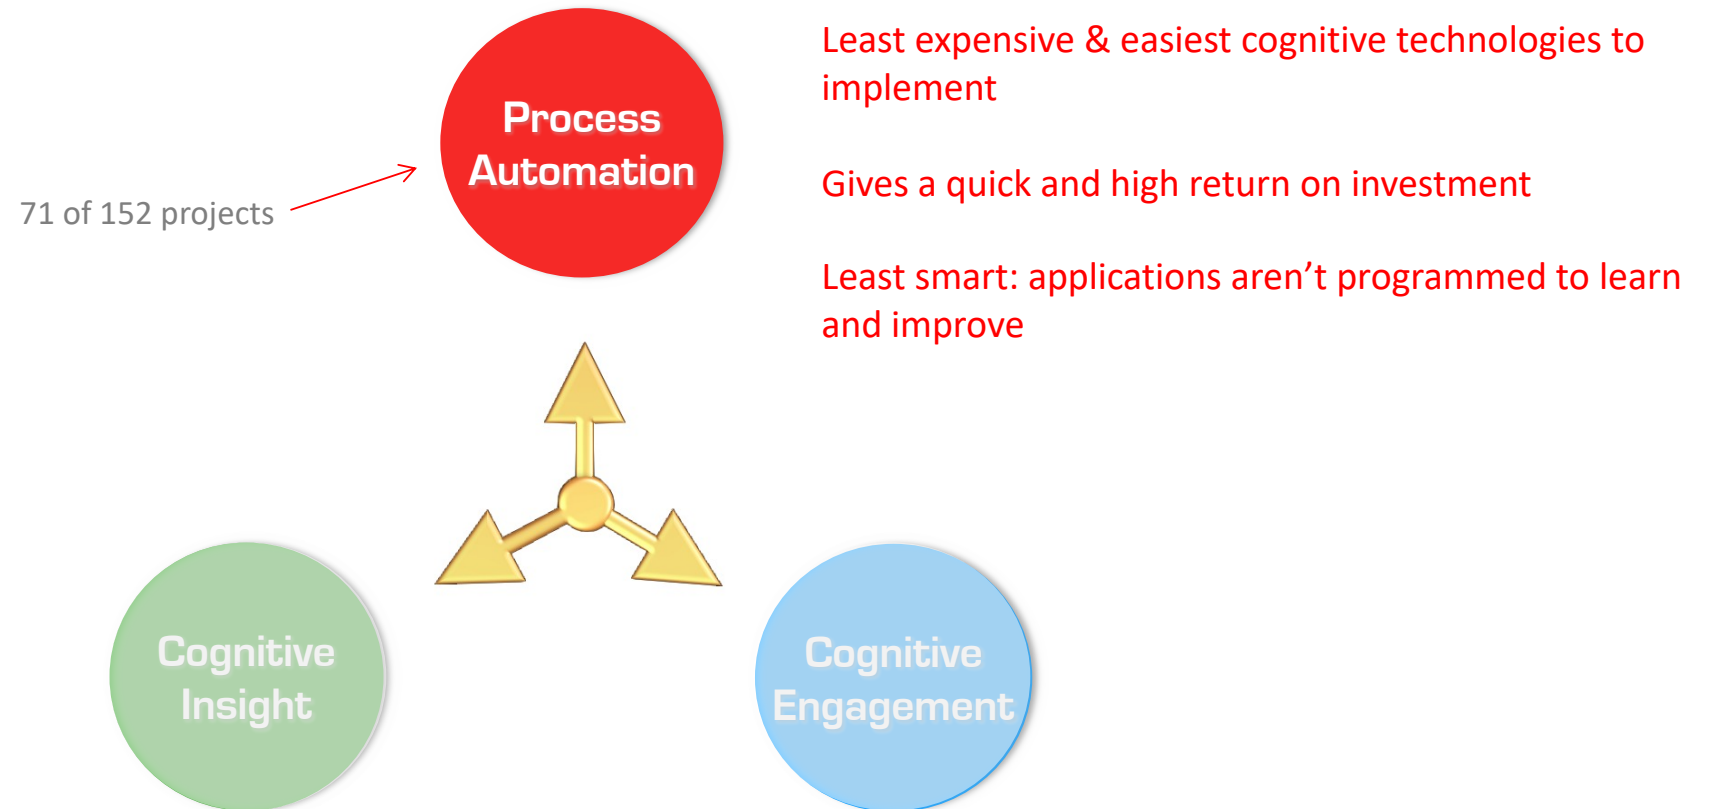 Process
Automation
71 of 152 projects
Least expensive & easiest cognitive technologies to
implement
Gives a quick and high return on investment
Least smart: applications aren’t programmed to learn
and improve
Cognitive
Insight
Cognitive
Engagement